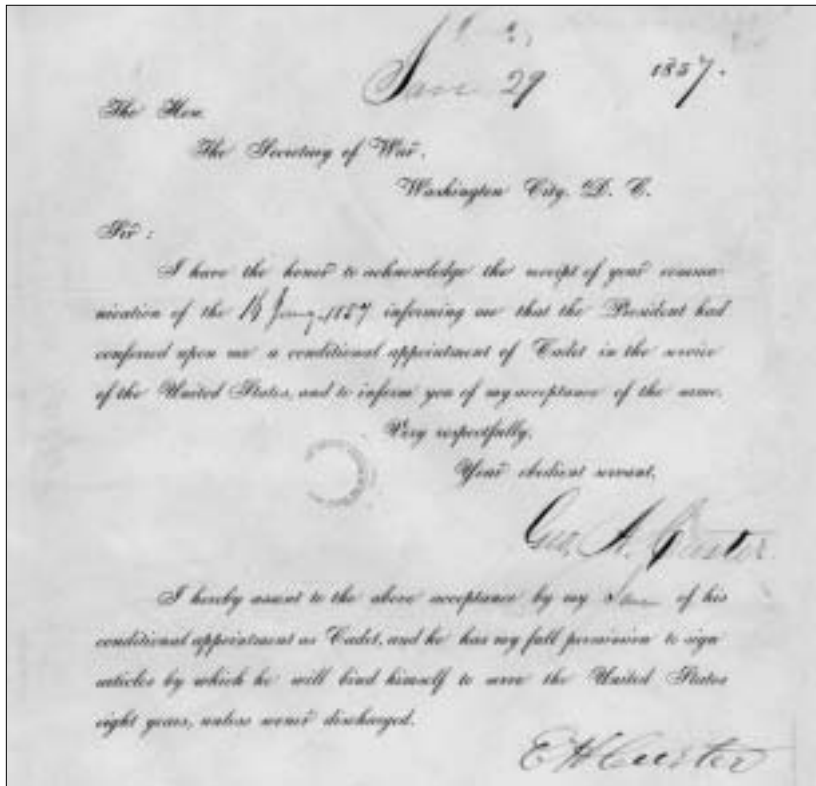 Jan 29 1857.
The Hon.
The Secretary of War,
Washington City, D. C.
Sir:
I have the honor to acknowledge the receipt of your commu-
nication of the Jany. 1857 informing me that the President had
conferred upon me a conditional appointment of Cadet in the service
of the United States, and to inform you of my acceptance of the same.
Very respectfully,
Your obedient servant,
Geo. A. Custer
I hereby assent to the above acceptance by my Son of his
conditional appointment as Cadet, and he has my full permission to sign
articles by which he will bind himself to serve the United States
eight years, unless sooner discharged.
E H Custer